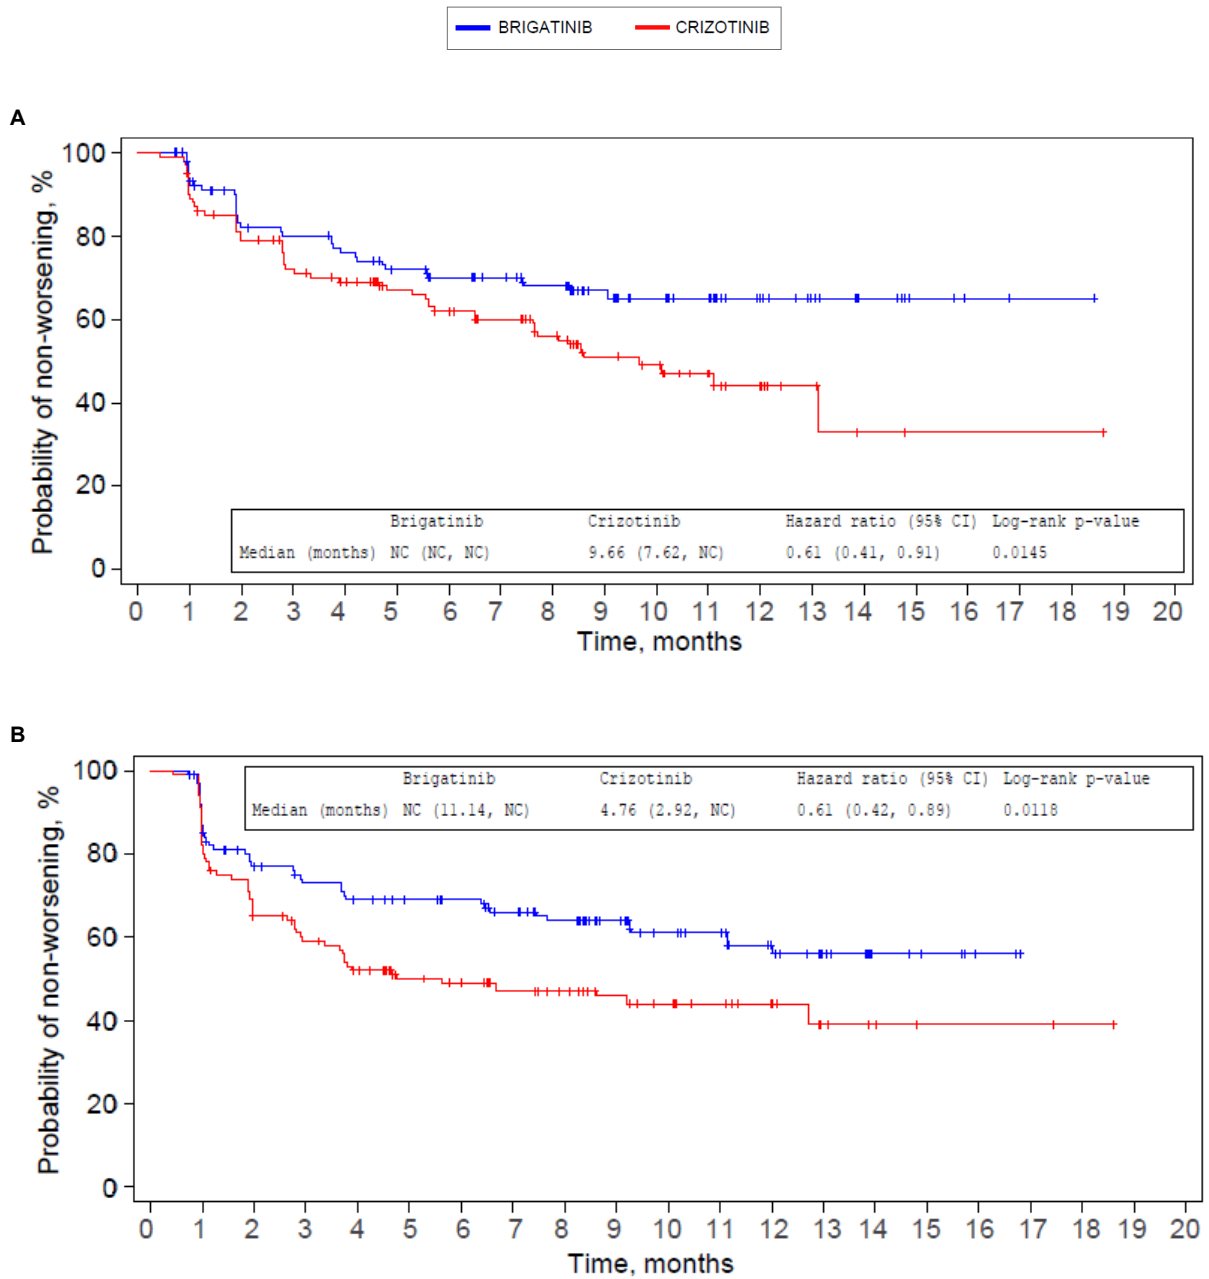 BRIGATINIB CRIZOTINIB
A
Probability of non-worsening, %
100
80
60
40
20
0
Brigatinib Crizotinib Hazard ratio (95% CI) Log-rank p-value
Median (months) NC (NC, NC) 9.66 (7.62, NC) 0.61 (0.41, 0.91) 0.0145
0 1 2 3 4 5 6 7 8 9 10 11 12 13 14 15 16 17 18 19 20
Time, months
B
Probability of non-worsening, %
100
80
60
40
20
0
Brigatinib Crizotinib Hazard ratio (95% CI) Log-rank p-value
Median (months) NC (11.14, NC) 4.76 (2.92, NC) 0.61 (0.42, 0.89) 0.0118
0 1 2 3 4 5 6 7 8 9 10 11 12 13 14 15 16 17 18 19 20
Time, months